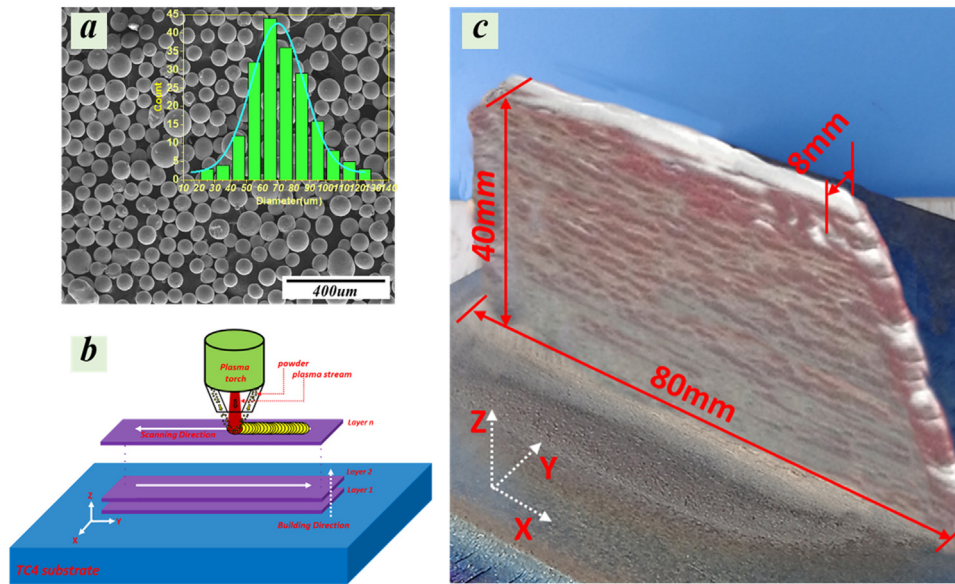 a
45
40
35
30
25
20
15
10
5
0
Count
10 20 30 40 50 60 70 80 90 100 110 120 130 140
Diameter(um)
400um
b
Plasma
torch
powder
plasma stream
Scanning Direction
Layer n
Layer 2
Layer 1
Z
Y
X
Building Direction
TC4 substrate
c
8mm
40mm
80mm
Z
Y
X